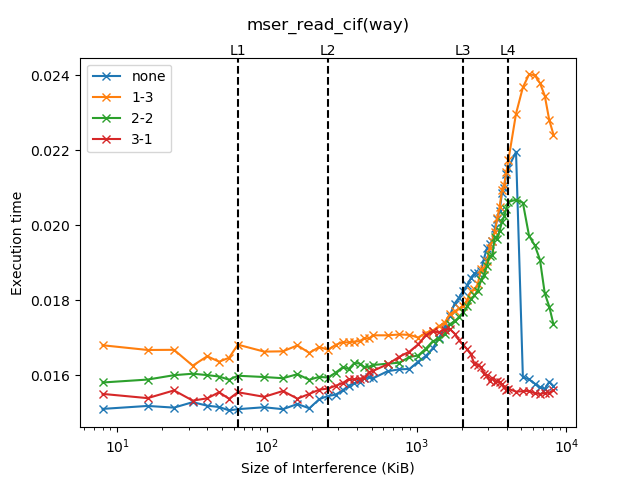 mser_read_cif(way)
L1 L2 L3 L4
none
1-3
2-2
3-1
0.024
0.022
0.020
0.018
0.016
Execution time
10¹ 10² 10³ 10⁴
Size of Interference (KiB)